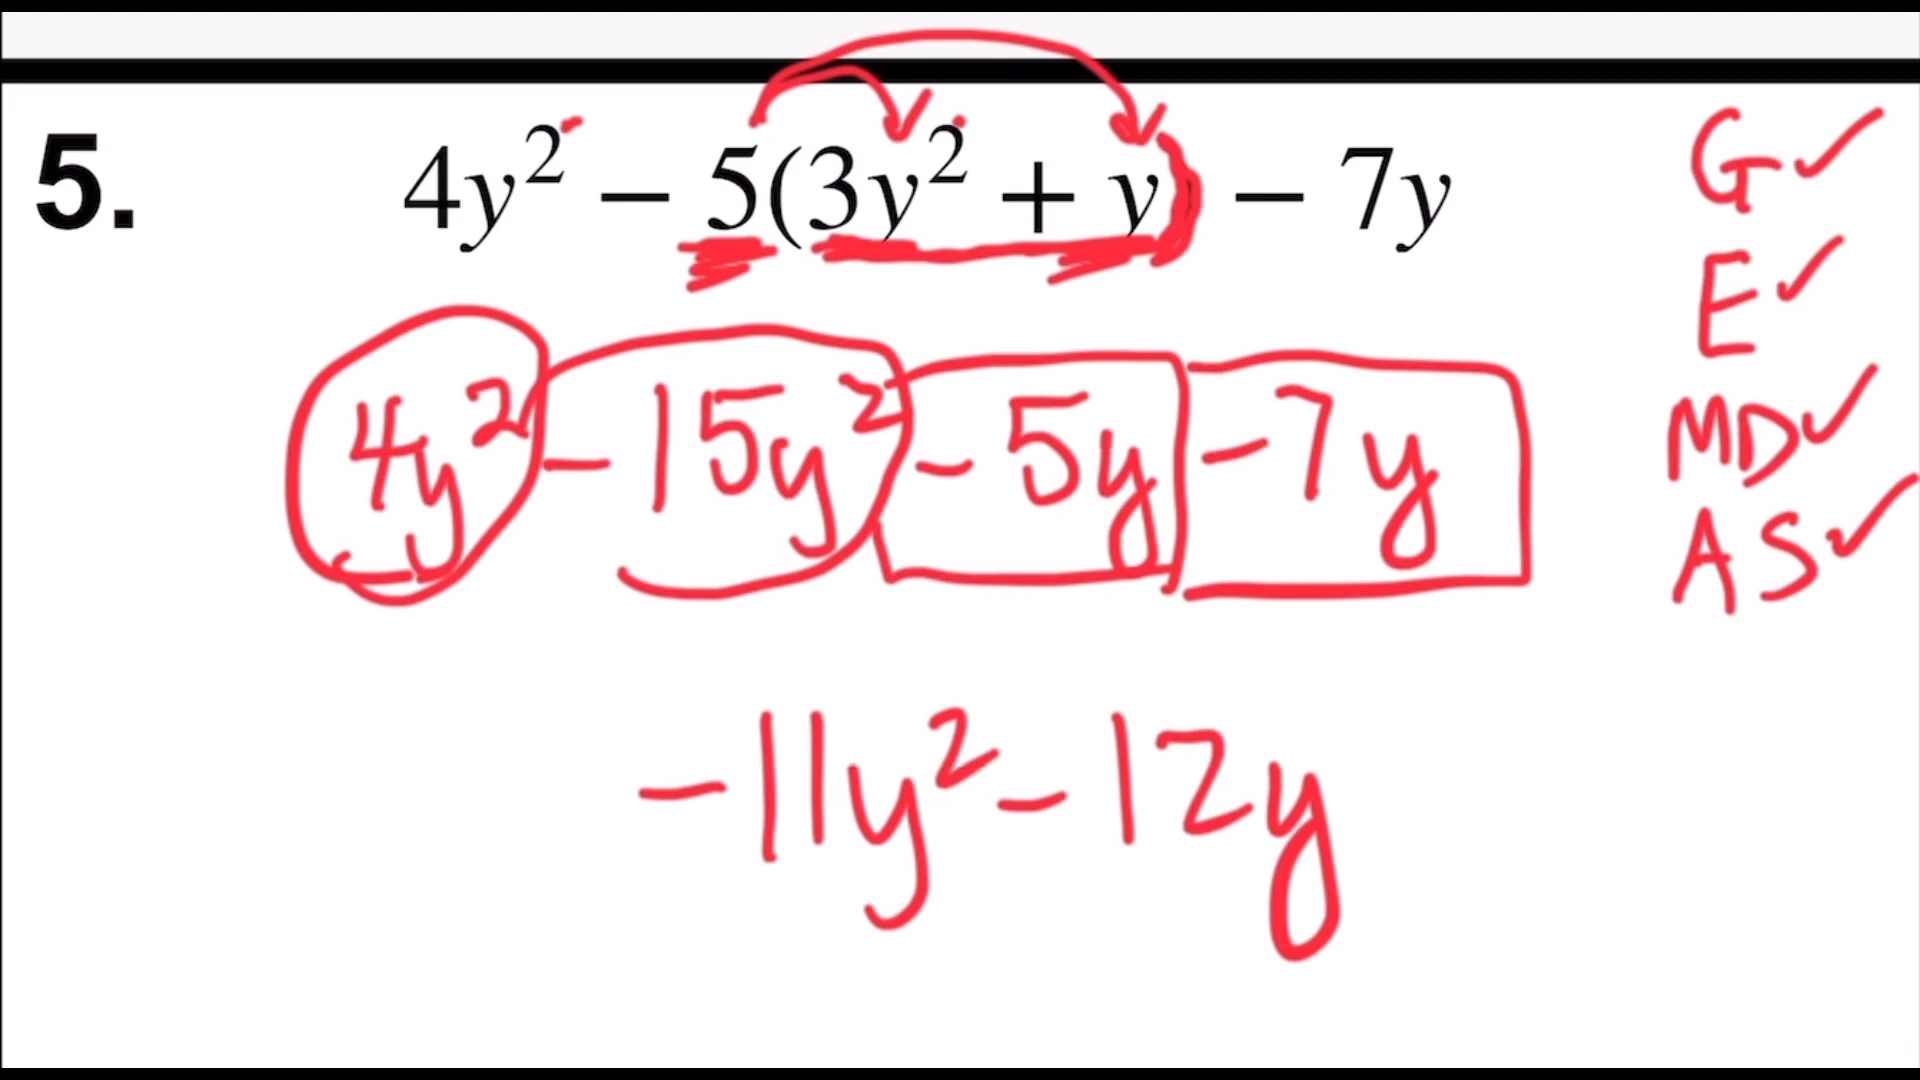 5. 4y² − 5(3y² + y) − 7y
G✓
E✓
4y² − 15y² − 5y − 7y
MD✓
AS✓
−11y² − 12y